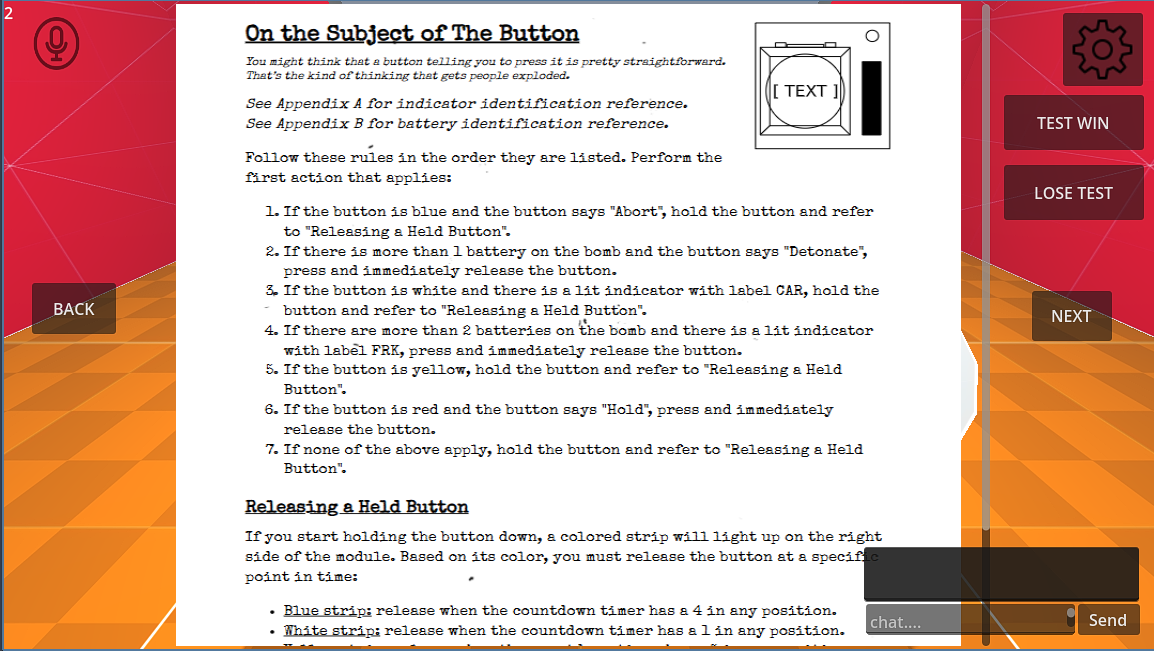 2
On the Subject of The Button
You might think that a button telling you to press it is pretty straightforward.
That's the kind of thinking that gets people exploded.
See Appendix A for indicator identification reference.
See Appendix B for battery identification reference.
[ TEXT ]
Follow these rules in the order they are listed. Perform the
first action that applies:
1. If the button is blue and the button says "Abort", hold the button and refer
to "Releasing a Held Button".
2. If there is more than 1 battery on the bomb and the button says "Detonate",
press and immediately release the button.
3. If the button is white and there is a lit indicator with label CAR, hold the
button and refer to "Releasing a Held Button".
4. If there are more than 2 batteries on the bomb and there is a lit indicator
with label FRK, press and immediately release the button.
5. If the button is yellow, hold the button and refer to "Releasing a Held
Button".
6. If the button is red and the button says "Hold", press and immediately
release the button.
7. If none of the above apply, hold the button and refer to "Releasing a Held
Button".
Releasing a Held Button
If you start holding the button down, a colored strip will light up on the right
side of the module. Based on its color, you must release the button at a specific
point in time:
• Blue strip: release when the countdown timer has a 4 in any position.
• White strip: release when the countdown timer has a 1 in any position.
BACK
TEST WIN
LOSE TEST
NEXT
chat....
Send